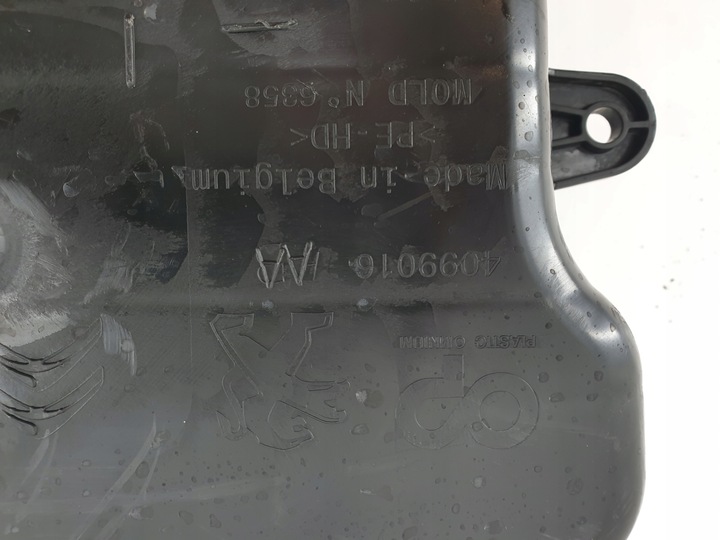 PLASTIC OMNIUM
4099016 AA
Made in Belgium
>PE-HD<
MOLD N°6358